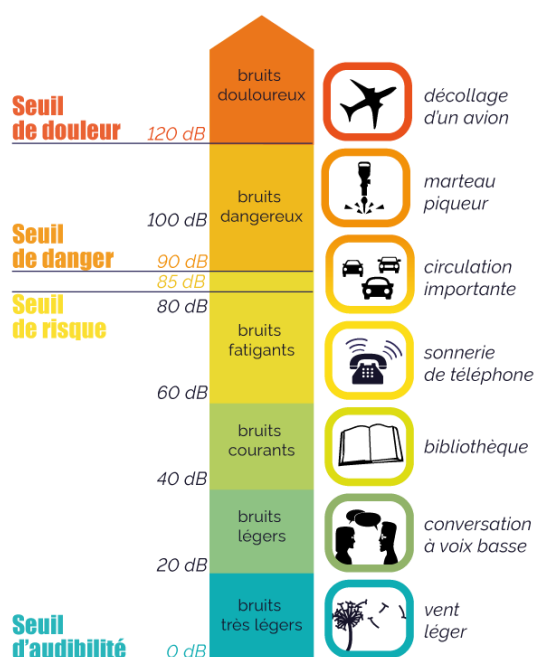 bruits
douloureux
décollage
d'un avion
Seuil
de douleur
120 dB
marteau
piqueur
bruits
dangereux
100 dB
Seuil
de danger
90 dB
85 dB
circulation
importante
Seuil
de risque
80 dB
bruits
fatigants
sonnerie
de téléphone
60 dB
bruits
courants
bibliothèque
40 dB
bruits
légers
conversation
à voix basse
20 dB
bruits
très légers
vent
léger
Seuil
d'audibilité
0 dB